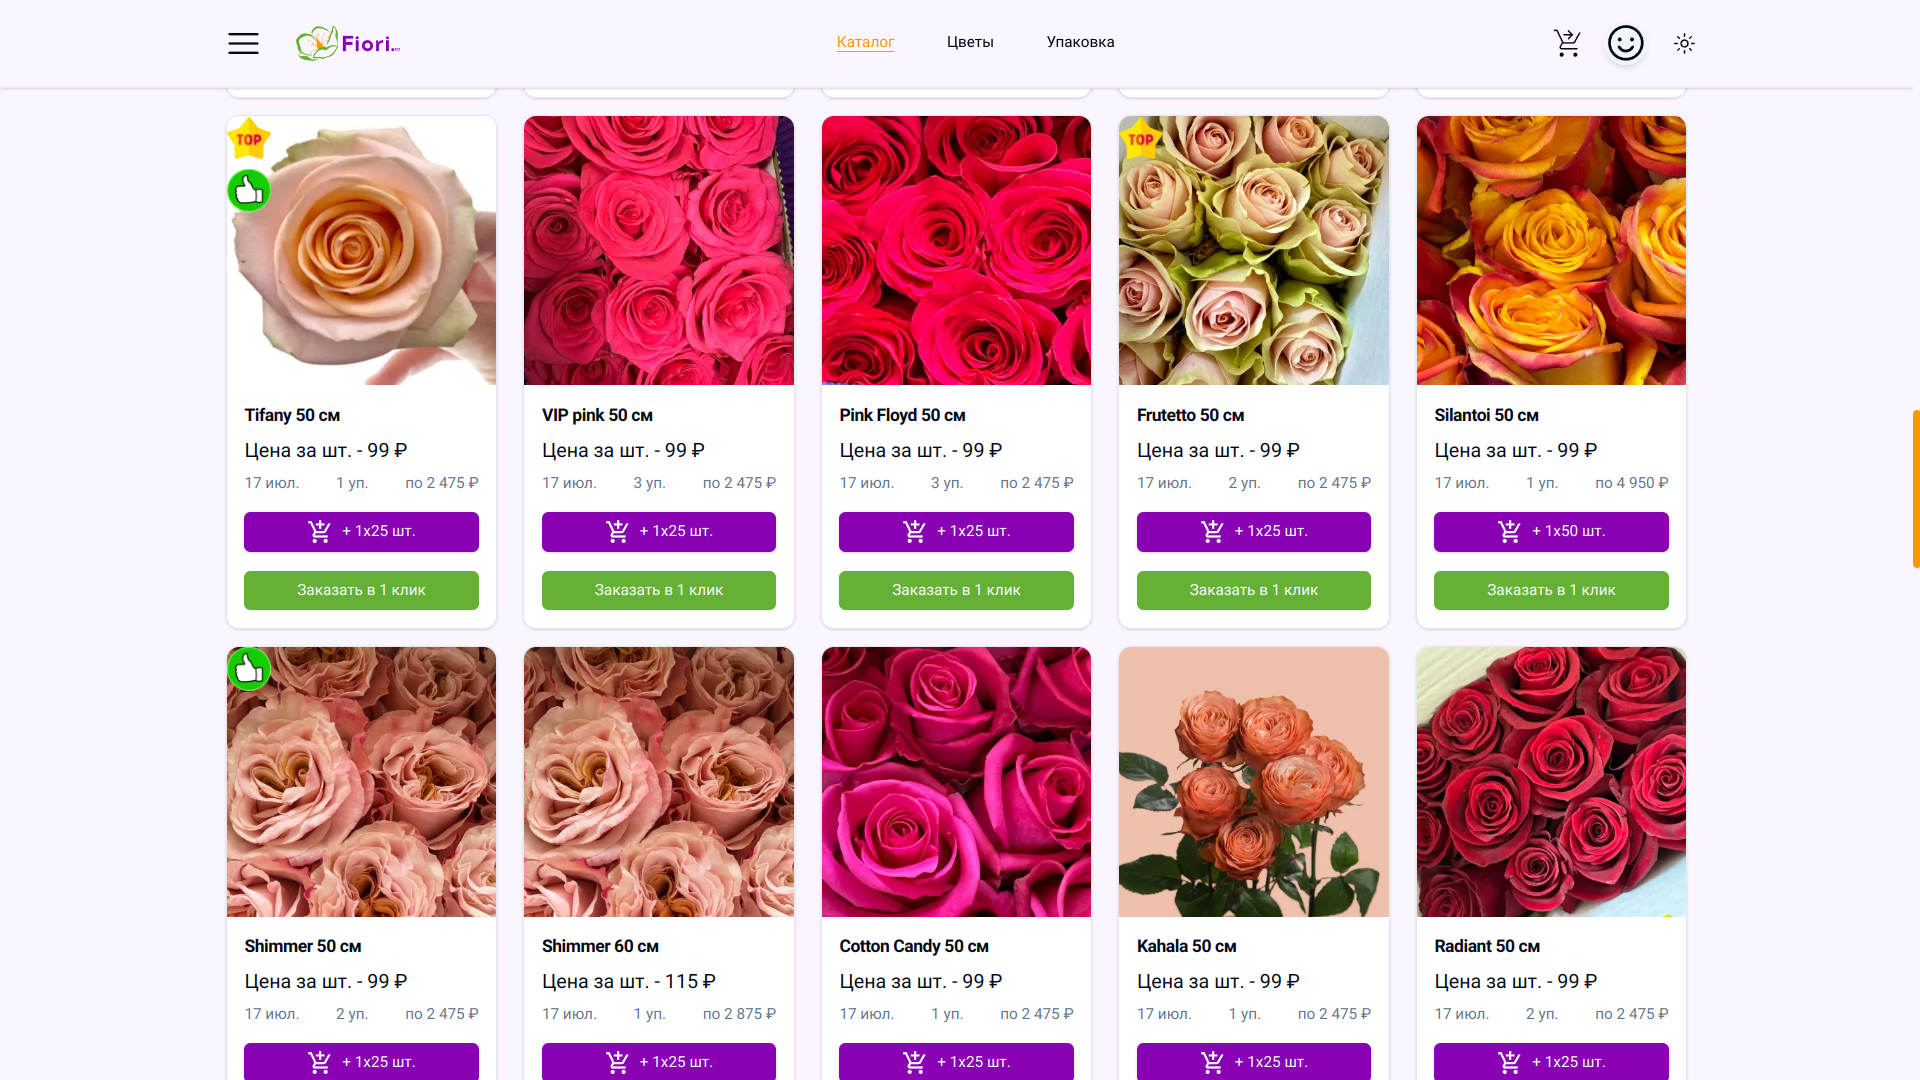 Fiori.
Каталог
Цветы
Упаковка
TOP
TOP
Tifany 50 см
VIP pink 50 см
Pink Floyd 50 см
Frutetto 50 см
Silantoi 50 см
Цена за шт. - 99 ₽
Цена за шт. - 99 ₽
Цена за шт. - 99 ₽
Цена за шт. - 99 ₽
Цена за шт. - 99 ₽
17 июл. 1 уп. по 2 475 ₽
17 июл. 3 уп. по 2 475 ₽
17 июл. 3 уп. по 2 475 ₽
17 июл. 2 уп. по 2 475 ₽
17 июл. 1 уп. по 4 950 ₽
+ 1x25 шт.
+ 1x25 шт.
+ 1x25 шт.
+ 1x25 шт.
+ 1x50 шт.
Заказать в 1 клик
Заказать в 1 клик
Заказать в 1 клик
Заказать в 1 клик
Заказать в 1 клик
Shimmer 50 см
Shimmer 60 см
Cotton Candy 50 см
Kahala 50 см
Radiant 50 см
Цена за шт. - 99 ₽
Цена за шт. - 115 ₽
Цена за шт. - 99 ₽
Цена за шт. - 99 ₽
Цена за шт. - 99 ₽
17 июл. 2 уп. по 2 475 ₽
17 июл. 1 уп. по 2 875 ₽
17 июл. 1 уп. по 2 475 ₽
17 июл. 1 уп. по 2 475 ₽
17 июл. 2 уп. по 2 475 ₽
+ 1x25 шт.
+ 1x25 шт.
+ 1x25 шт.
+ 1x25 шт.
+ 1x25 шт.